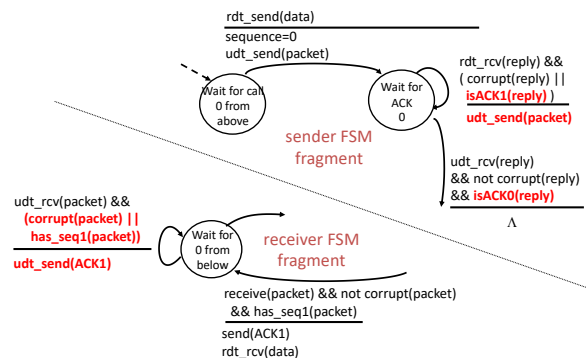 rdt_send(data)
sequence=0
udt_send(packet)
Wait for call
0 from
above
Wait for
ACK
0
rdt_rcv(reply) &&
( corrupt(reply) ||
isACK1(reply) )
udt_send(packet)
sender FSM
fragment
udt_rcv(reply)
&& not corrupt(reply)
&& isACK0(reply)
Λ
udt_rcv(packet) &&
(corrupt(packet) ||
has_seq1(packet))
udt_send(ACK1)
Wait for
0 from
below
receiver FSM
fragment
receive(packet) && not corrupt(packet)
&& has_seq1(packet)
send(ACK1)
rdt_rcv(data)